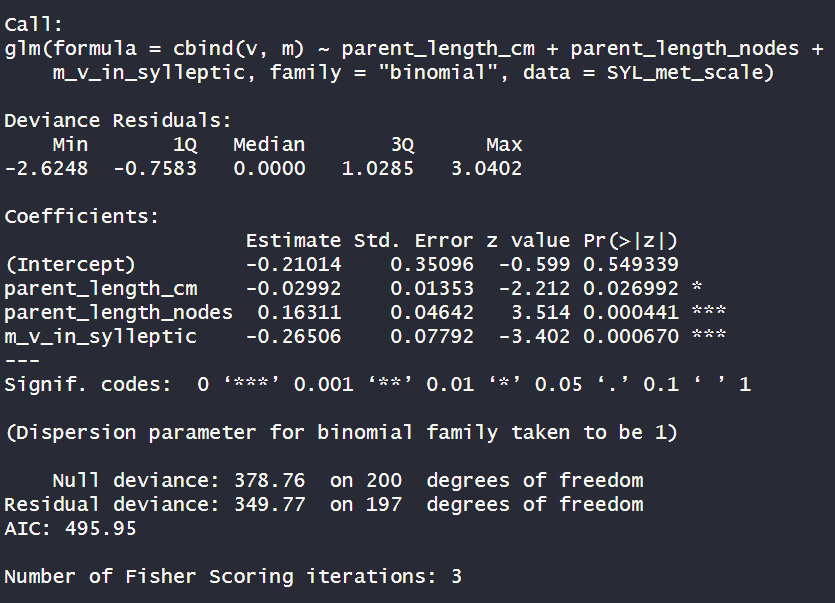 Call:
glm(formula = cbind(v, m) ~ parent_length_cm + parent_length_nodes +
    m_v_in_sylleptic, family = "binomial", data = SYL_met_scale)

Deviance Residuals:
    Min       1Q   Median       3Q      Max
-2.6248  -0.7583   0.0000   1.0285   3.0402

Coefficients:
                    Estimate Std. Error z value Pr(>|z|)
(Intercept)         -0.21014    0.35096  -0.599 0.549339
parent_length_cm    -0.02992    0.01353  -2.212 0.026992 *
parent_length_nodes  0.16311    0.04642   3.514 0.000441 ***
m_v_in_sylleptic    -0.26506    0.07792  -3.402 0.000670 ***
---
Signif. codes:  0 ‘***’ 0.001 ‘**’ 0.01 ‘*’ 0.05 ‘.’ 0.1 ‘ ’ 1

(Dispersion parameter for binomial family taken to be 1)

    Null deviance: 378.76  on 200  degrees of freedom
Residual deviance: 349.77  on 197  degrees of freedom
AIC: 495.95

Number of Fisher Scoring iterations: 3